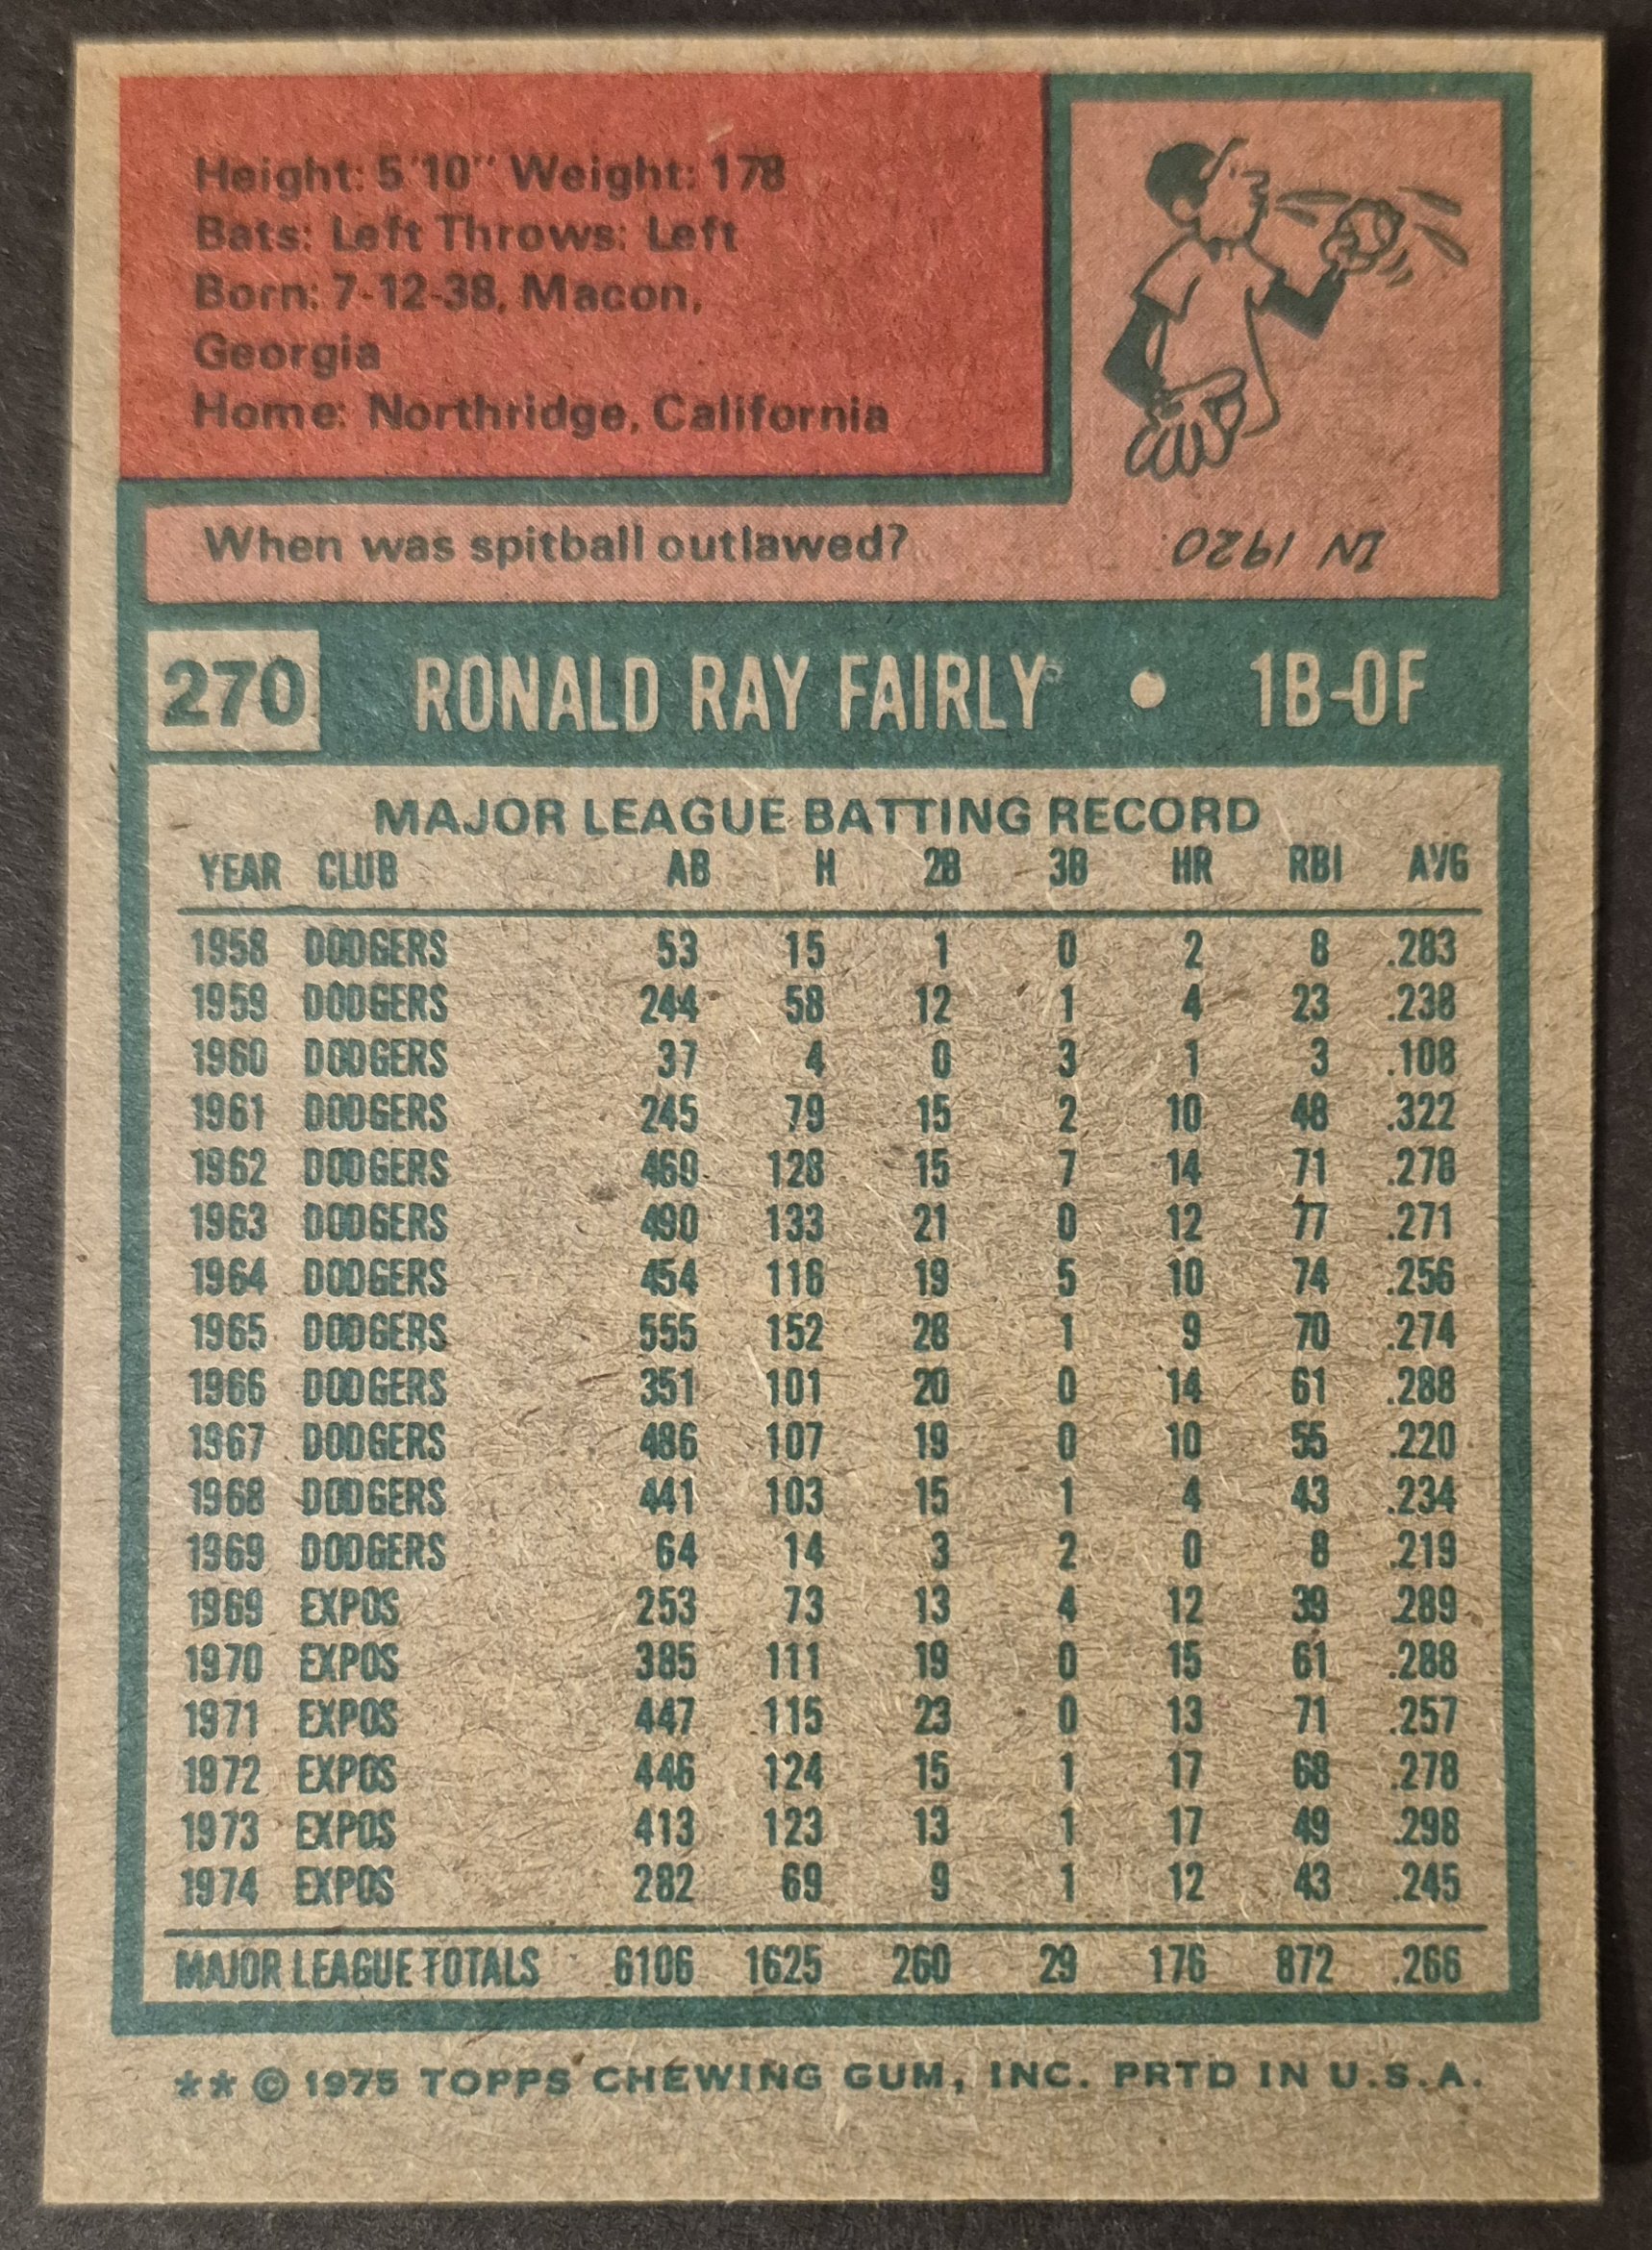 Height: 5'10" Weight: 178
Bats: Left Throws: Left
Born: 7-12-38, Macon,
Georgia
Home: Northridge, California
When was spitball outlawed?
IN 1920.
270 RONALD RAY FAIRLY • 1B-OF
MAJOR LEAGUE BATTING RECORD
YEAR CLUB AB H 2B 3B HR RBI AVG
1958 DODGERS 53 15 1 0 2 8 .283
1959 DODGERS 244 58 12 1 4 23 .238
1960 DODGERS 37 4 0 3 1 3 .108
1961 DODGERS 245 79 15 2 10 48 .322
1962 DODGERS 460 128 15 7 14 71 .278
1963 DODGERS 490 133 21 0 12 77 .271
1964 DODGERS 454 116 19 5 10 74 .256
1965 DODGERS 555 152 28 1 9 70 .274
1966 DODGERS 351 101 20 0 14 61 .288
1967 DODGERS 486 107 19 0 10 55 .220
1968 DODGERS 441 103 15 1 4 43 .234
1969 DODGERS 64 14 3 2 0 8 .219
1969 EXPOS 253 73 13 4 12 39 .289
1970 EXPOS 385 111 19 0 15 61 .288
1971 EXPOS 447 115 23 0 13 71 .257
1972 EXPOS 446 124 15 1 17 68 .278
1973 EXPOS 413 123 13 1 17 49 .298
1974 EXPOS 282 69 9 1 12 43 .245
MAJOR LEAGUE TOTALS 6106 1625 260 29 176 872 .266
** © 1975 TOPPS CHEWING GUM, INC. PRTD IN U.S.A.